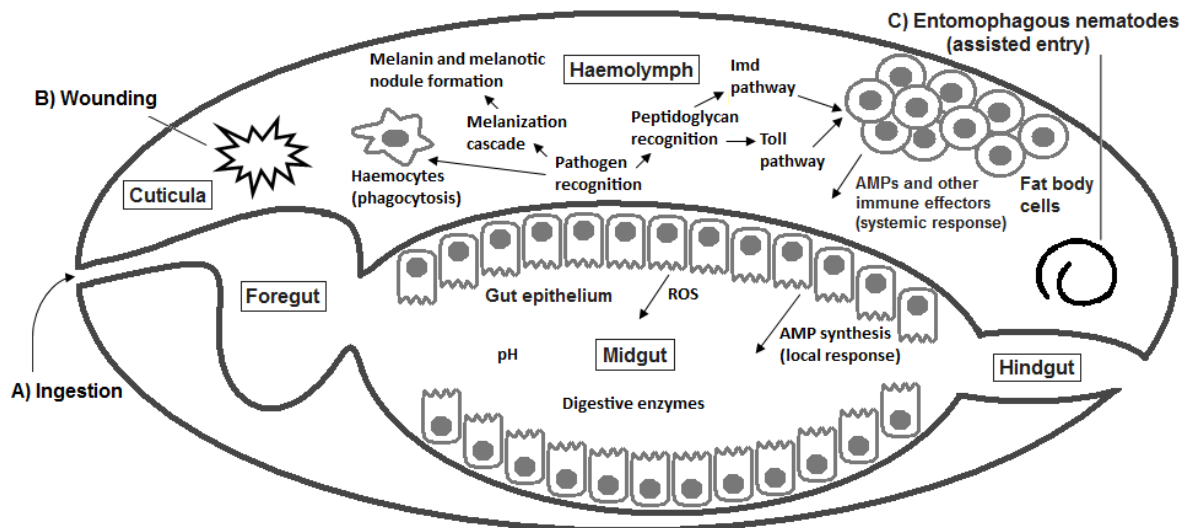 C) Entomophagous nematodes
(assisted entry)
Melanin and melanotic
nodule formation
Haemolymph
Imd
pathway
B) Wounding
Melanization
cascade
Peptidoglycan
recognition
Toll
pathway
Haemocytes
(phagocytosis)
Pathogen
recognition
Cuticula
AMPs and other
immune effectors
(systemic response)
Fat body
cells
Foregut
Gut epithelium
ROS
AMP synthesis
(local response)
pH
Midgut
Hindgut
A) Ingestion
Digestive enzymes